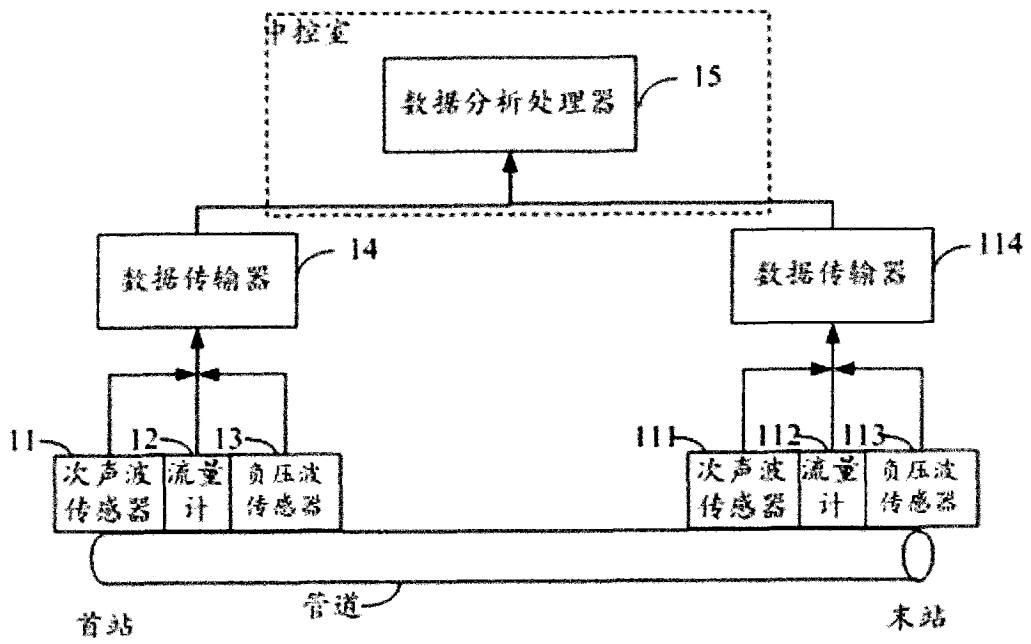 中控室
15
数据分析处理器
14
数据传输器
114
数据传输器
11
12
13
111
112
113
次声波
传感器
流量
计
负压波
传感器
次声波
传感器
流量
计
负压波
传感器
管道
首站
末站